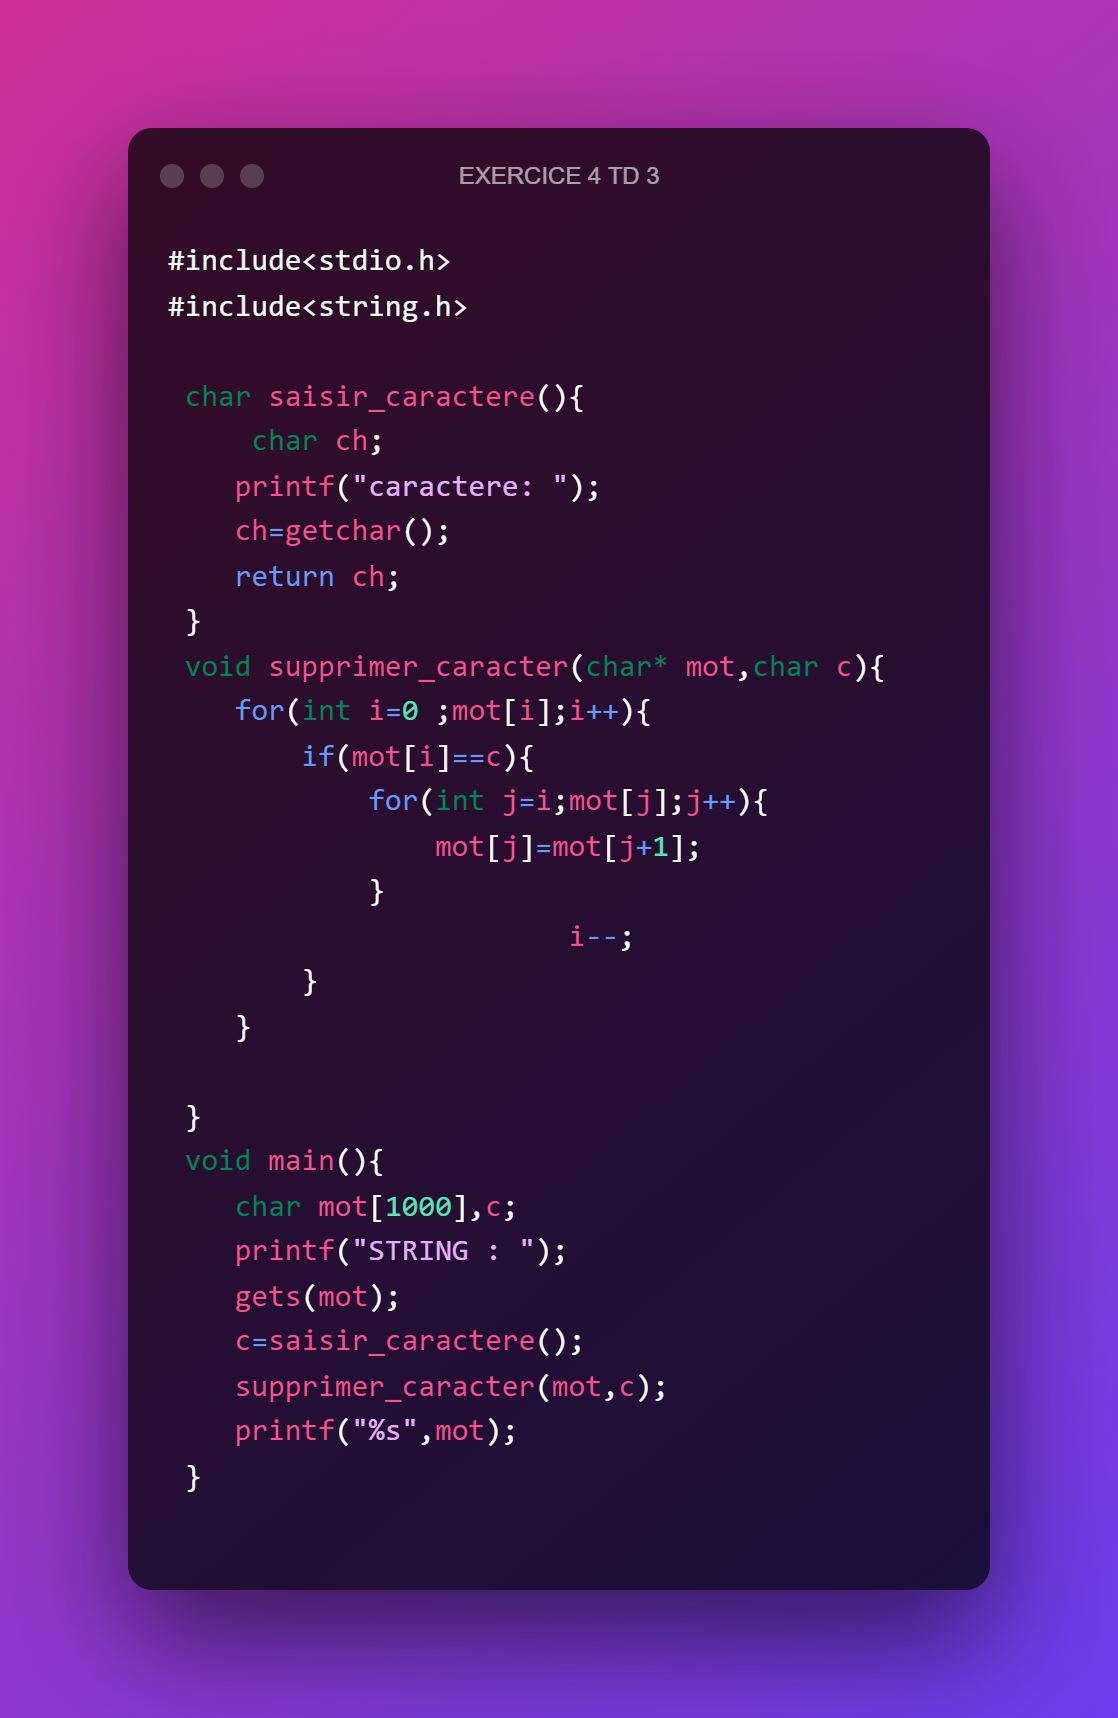 EXERCICE 4 TD 3
#include<stdio.h>
#include<string.h>
char saisir_caractere(){
char ch;
printf("caractere: ");
ch=getchar();
return ch;
}
void supprimer_caracter(char* mot,char c){
for(int i=0 ;mot[i];i++){
if(mot[i]==c){
for(int j=i;mot[j];j++){
mot[j]=mot[j+1];
}
i--;
}
}
}
void main(){
char mot[1000],c;
printf("STRING : ");
gets(mot);
c=saisir_caractere();
supprimer_caracter(mot,c);
printf("%s",mot);
}